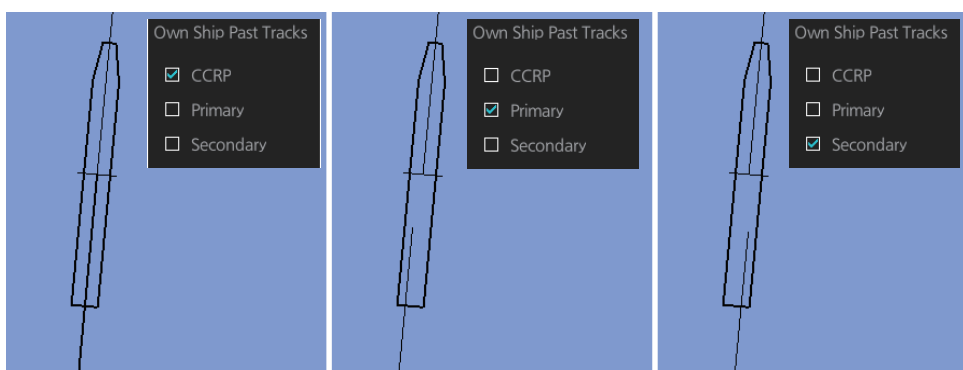 Own Ship Past Tracks
CCRP
Primary
Secondary
Own Ship Past Tracks
CCRP
Primary
Secondary
Own Ship Past Tracks
CCRP
Primary
Secondary